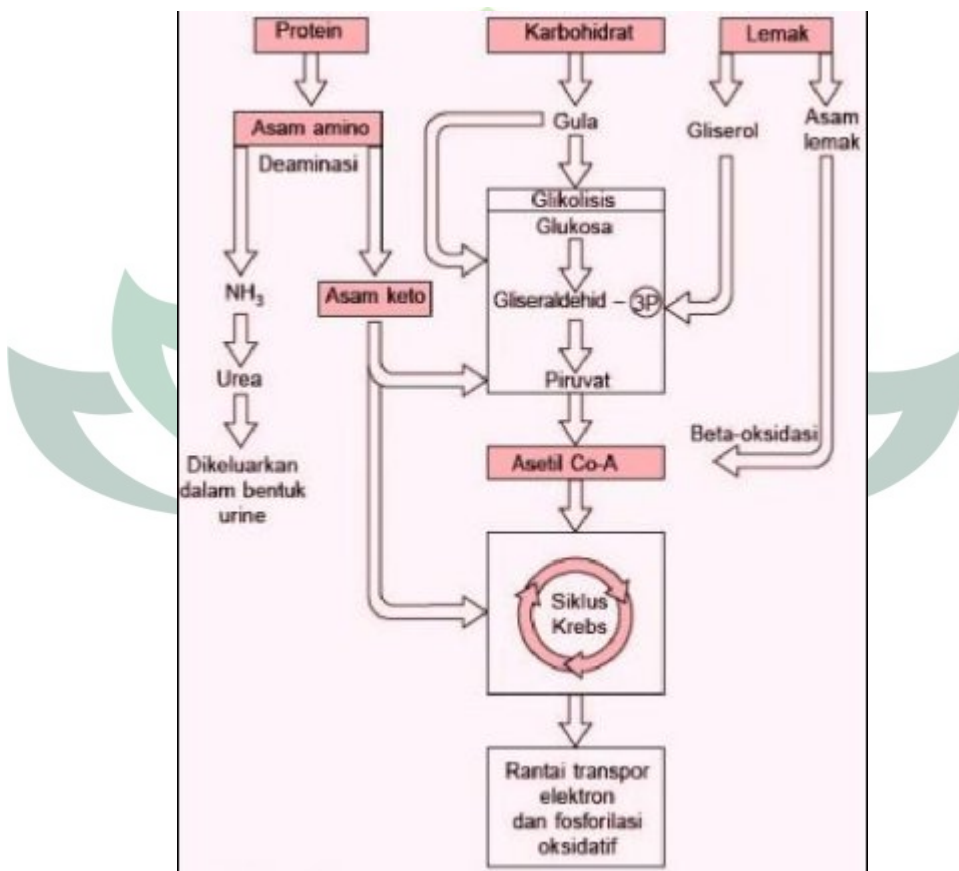 Protein
Karbohidrat
Lemak
Asam amino
Deaminasi
Gula
Gliserol
Asam
lemak
Glikolisis
Glukosa
NH₃
Asam keto
Gliseraldehid – 3P
Urea
Piruvat
Beta-oksidasi
Asetil Co-A
Dikeluarkan
dalam bentuk
urine
Siklus
Krebs
Rantai transpor
elektron
dan fosforilasi
oksidatif